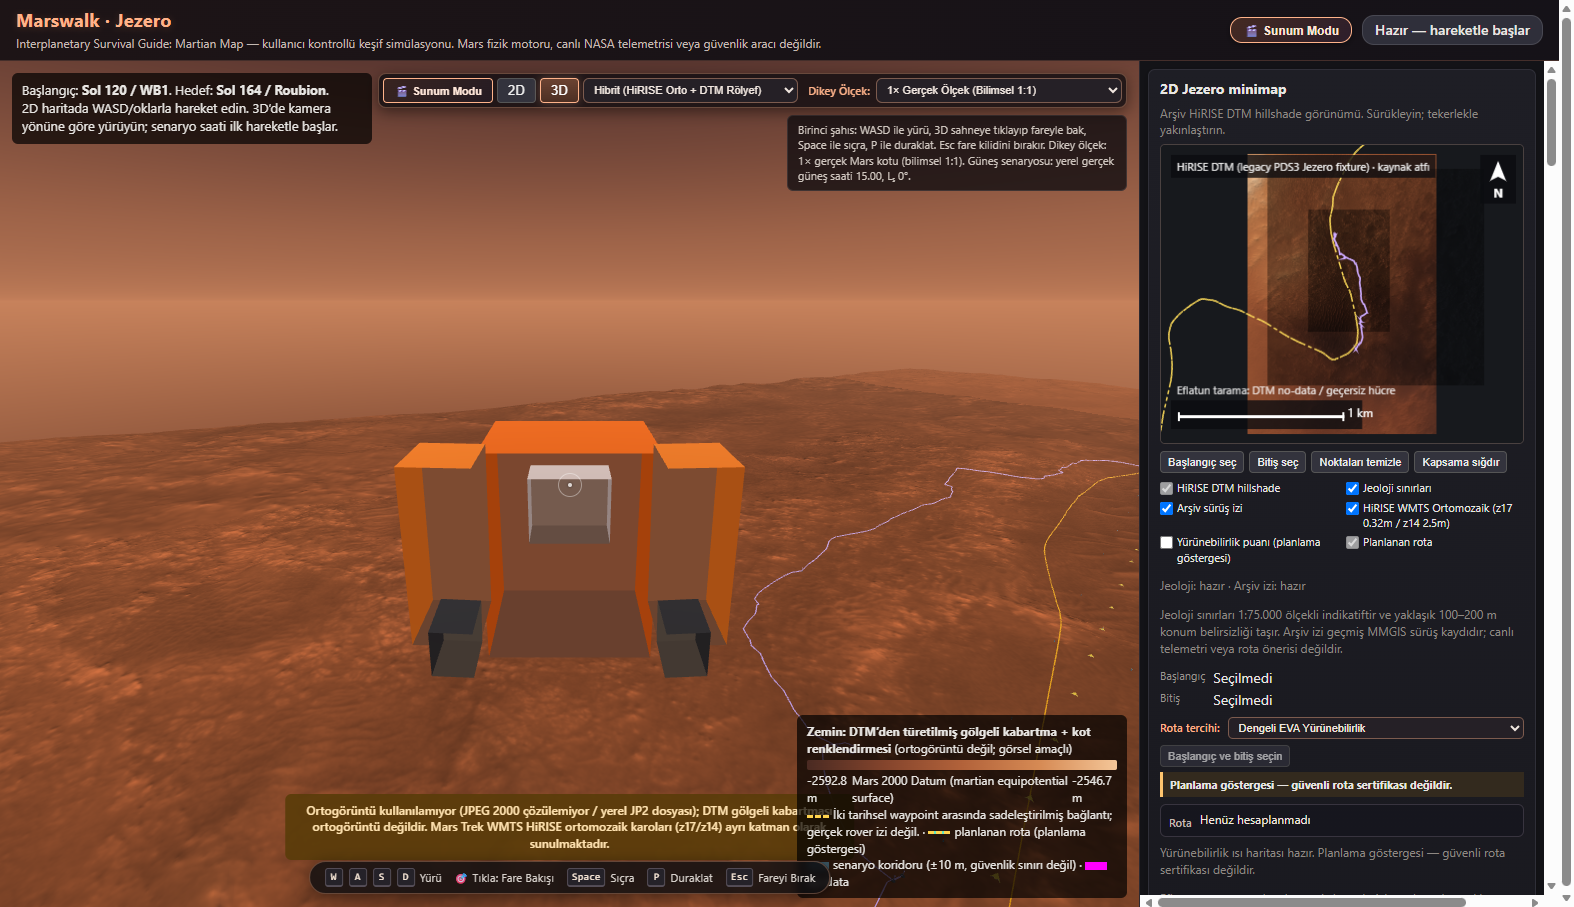 Marswalk · Jezero
Interplanetary Survival Guide: Martian Map — kullanıcı kontrollü keşif simülasyonu. Mars fizik motoru, canlı NASA telemetrisi veya güvenlik aracı değildir.
Sunum Modu
Hazır — hareketle başlar
Başlangıç: Sol 120 / WB1. Hedef: Sol 164 / Roubion.
2D haritada WASD/oklarla hareket edin. 3D'de kamera
yönüne göre yürüyün; senaryo saati ilk hareketle başlar.
Sunum Modu
2D
3D
Hibrit (HiRISE Orto + DTM Rölyef)
Dikey Ölçek:
1× Gerçek Ölçek (Bilimsel 1:1)
Birinci şahıs: WASD ile yürü, 3D sahneye tıklayıp fareyle bak,
Space ile sıçra, P ile duraklat. Esc fare kilidini bırakır. Dikey ölçek:
1× gerçek Mars kotu (bilimsel 1:1). Güneş senaryosu: yerel gerçek
güneş saati 15.00, Lₛ 0°.
Zemin: DTM'den türetilmiş gölgeli kabartma + kot
renklendirmesi (ortogörüntü değil; görsel amaçlı)
-2592.8 Mars 2000 Datum (martian equipotential -2546.7
m surface) m
İki tarihsel waypoint arasında sadeleştirilmiş bağlantı;
gerçek rover izi değil. · planlanan rota (planlama
göstergesi)
senaryo koridoru (±10 m, güvenlik sınırı değil) ·
data
Ortogörüntü kullanılamıyor (JPEG 2000 çözülemiyor / yerel JP2 dosyası); DTM gölgeli kabartması
ortogörüntü değildir. Mars Trek WMTS HiRISE ortomozaik karoları (z17/z14) ayrı katman olarak
sunulmaktadır.
W A S D Yürü Tıkla: Fare Bakışı Space Sıçra P Duraklat Esc Fareyi Bırak
2D Jezero minimap
Arşiv HiRISE DTM hillshade görünümü. Sürükleyin; tekerlekle
yakınlaştırın.
HiRISE DTM (legacy PDS3 Jezero fixture) · kaynak atfı
N
Eflatun tarama: DTM no-data / geçersiz hücre
1 km
Başlangıç seç
Bitiş seç
Noktaları temizle
Kapsama sığdır
HiRISE DTM hillshade
Jeoloji sınırları
Arşiv sürüş izi
HiRISE WMTS Ortomozaik (z17
0.32m / z14 2.5m)
Yürünebilirlik puanı (planlama
göstergesi)
Planlanan rota
Jeoloji: hazır · Arşiv izi: hazır
Jeoloji sınırları 1:75.000 ölçekli indikatiftir ve yaklaşık 100–200 m
konum belirsizliği taşır. Arşiv izi geçmiş MMGIS sürüş kaydıdır; canlı
telemetri veya rota önerisi değildir.
Başlangıç Seçilmedi
Bitiş Seçilmedi
Rota tercihi: Dengeli EVA Yürünebilirlik
Başlangıç ve bitiş seçin
Planlama göstergesi — güvenli rota sertifikası değildir.
Rota Henüz hesaplanmadı
Yürünebilirlik ısı haritası hazır. Planlama göstergesi — güvenli rota
sertifikası değildir.